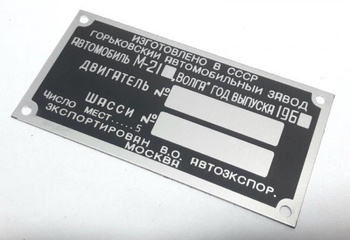 ИЗГОТОВЛЕНО В СССР
ГОРЬКОВСКИЙ АВТОМОБИЛЬНЫЙ ЗАВОД
АВТОМОБИЛЬ М-21 „ВОЛГА" ГОД ВЫПУСКА 196
ДВИГАТЕЛЬ №
ШАССИ №
ЧИСЛО МЕСТ.....5
ЭКСПОРТИРОВАН В.О. АВТОЭКСПОР.
МОСКВА